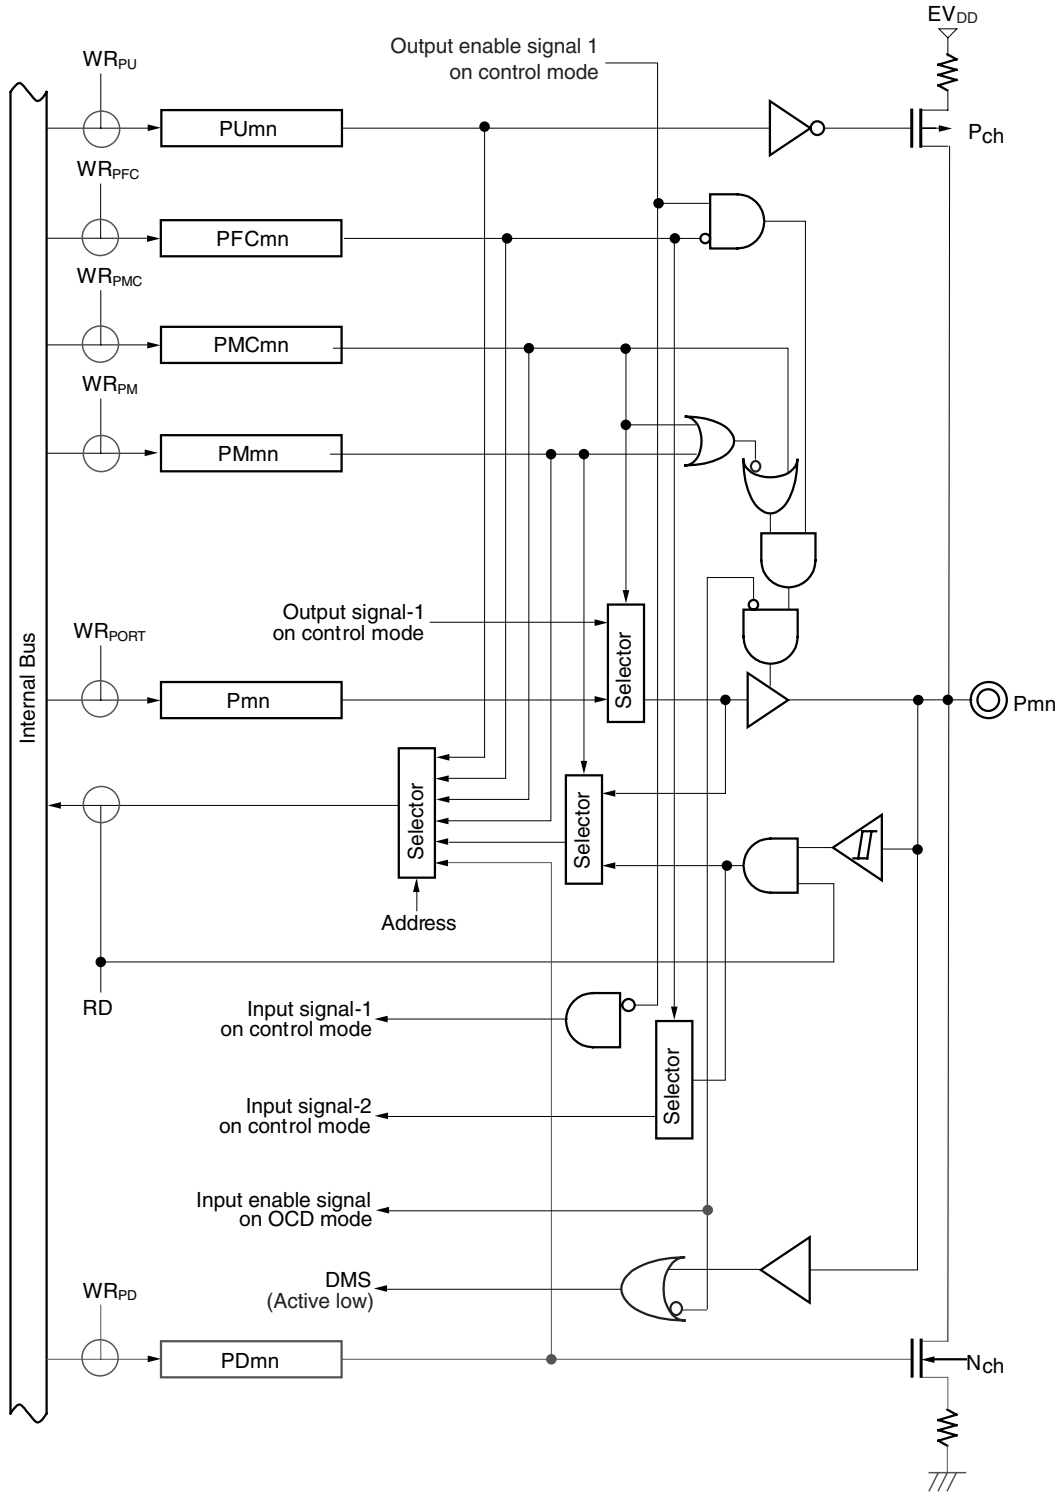 EVDD
Output enable signal 1
on control mode
WRPU
PUmn
Pch
WRPFC
PFCmn
WRPMC
PMCmn
WRPM
PMmn
Output signal-1
on control mode
Selector
WRPORT
Internal Bus
Pmn
Pmn
Selector
Selector
Address
RD
Input signal-1
on control mode
Selector
Input signal-2
on control mode
Input enable signal
on OCD mode
DMS
(Active low)
WRPD
PDmn
Nch